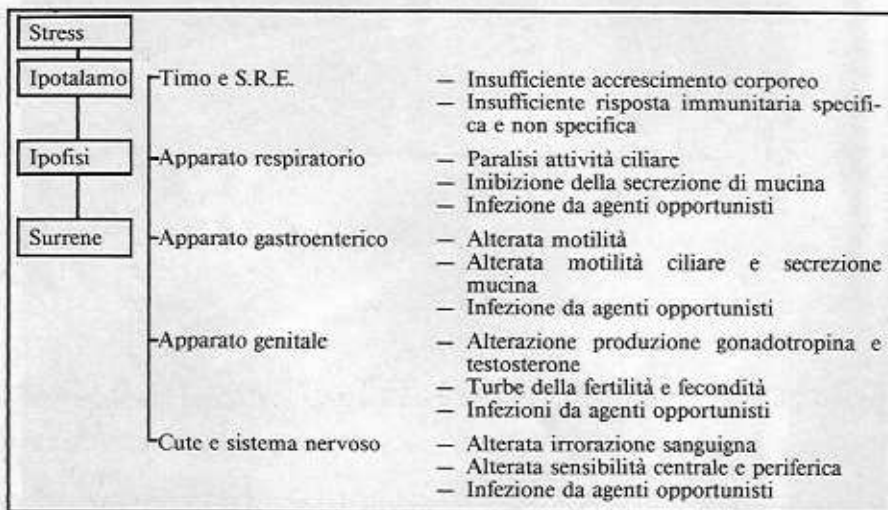 Stress
Ipotalamo
Timo e S.R.E.
— Insufficiente accrescimento corporeo
— Insufficiente risposta immunitaria specifi-
ca e non specifica
Ipofisi
Apparato respiratorio
— Paralisi attività ciliare
— Inibizione della secrezione di mucina
— Infezione da agenti opportunisti
Surrene
Apparato gastroenterico
— Alterata motilità
— Alterata motilità ciliare e secrezione
mucina
— Infezione da agenti opportunisti
Apparato genitale
— Alterazione produzione gonadotropina e
testosterone
— Turbe della fertilità e fecondità
— Infezioni da agenti opportunisti
Cute e sistema nervoso
— Alterata irrorazione sanguigna
— Alterata sensibilità centrale e periferica
— Infezione da agenti opportunisti